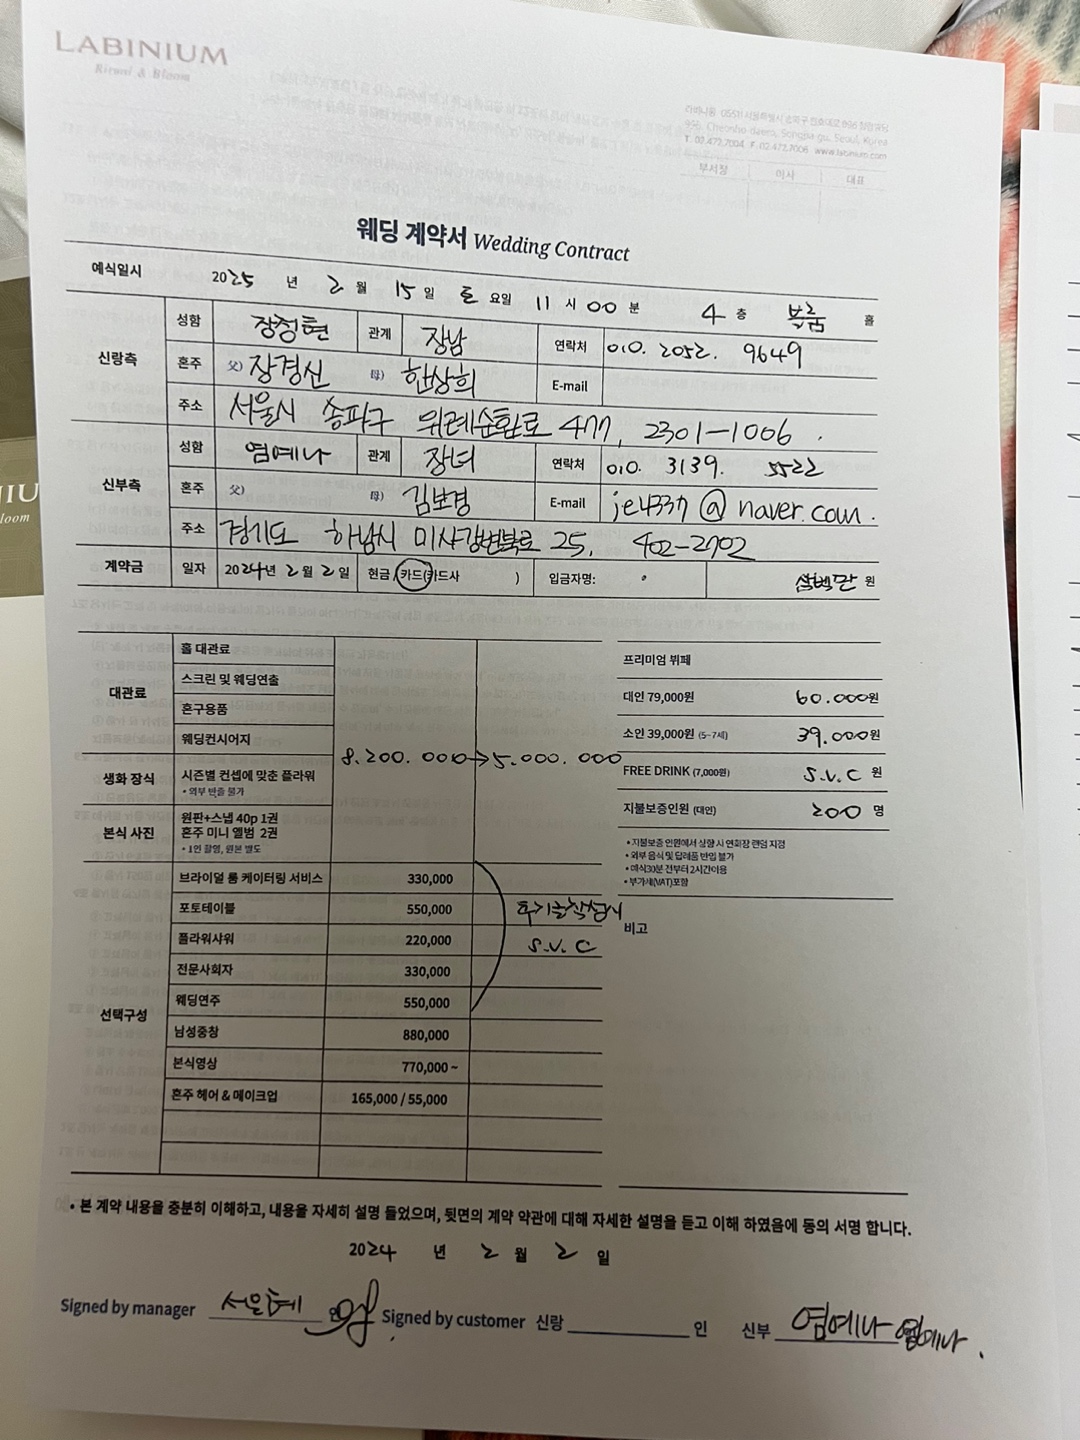 LABINIUM
Rirumi & Bloom
라비니움 05511 서울특별시 송파구 천호대로 996
996, Cheonho-daero, Songpa-gu, Seoul, Korea
T. 02.472.7004 F. 02.472.7006 www.labinium.com
부서장 이사 대표
웨딩 계약서 Wedding Contract
예식일시 2025 년 2 월 15 일 토 요일 11 시 00 분 4 층 블룸 홀
신랑측 성함 장정현 관계 장남 연락처 010. 2052. 9649
혼주 父) 장경신 母) 한상희 E-mail
주소 서울시 송파구 위례순환로 477, 2301-1006.
신부측 성함 염예나 관계 장녀 연락처 010. 3139. 5522
혼주 父) 母) 김보경 E-mail je4337@naver.com.
주소 경기도 하남시 미사강변북로 25, 402-2702
계약금 일자 2024년 2월 2일 현금, 카드(카드사 ) 입금자명: 삼백만 원
대관료 홀 대관료
스크린 및 웨딩연출
혼구용품
웨딩컨시어지
8.200.000→5.000.000
생화 장식 시즌별 컨셉에 맞춘 플라워
• 외부 반출 불가
본식 사진 원판+스냅 40p 1권
혼주 미니 앨범 2권
• 1인 촬영, 원본 별도
선택구성 브라이덜 룸 케이터링 서비스 330,000
포토테이블 550,000 후기글작성시
플라워샤워 220,000 S.V.C
전문사회자 330,000
웨딩연주 550,000
남성중창 880,000
본식영상 770,000 ~
혼주 헤어 & 메이크업 165,000 / 55,000
프리미엄 뷔페
대인 79,000원 60.000원
소인 39,000원 (5~7세) 39.000원
FREE DRINK (7,000원) S.V.C 원
지불보증인원 (대인) 200 명
• 지불보증 인원에서 상향 시 연회장 랜덤 지정
• 외부 음식 및 답례품 반입 불가
• 예식30분 전부터 2시간이용
• 부가세(VAT)포함
비고
• 본 계약 내용을 충분히 이해하고, 내용을 자세히 설명 들었으며, 뒷면의 계약 약관에 대해 자세한 설명을 듣고 이해 하였음에 동의 서명 합니다.
2024 년 2 월 2 일
Signed by manager 서은혜 인 Signed by customer 신랑 인 신부 염예나 염예나.
NIU
loom